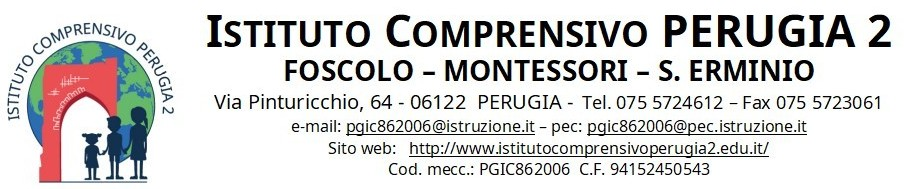 ISTITUTO COMPRENSIVO PERUGIA 2
ISTITUTO COMPRENSIVO PERUGIA 2
FOSCOLO – MONTESSORI – S. ERMINIO
Via Pinturicchio, 64 - 06122 PERUGIA - Tel. 075 5724612 – Fax 075 5723061
e-mail: pgic862006@istruzione.it – pec: pgic862006@pec.istruzione.it
Sito web: http://www.istitutocomprensivoperugia2.edu.it/
Cod. mecc.: PGIC862006 C.F. 94152450543